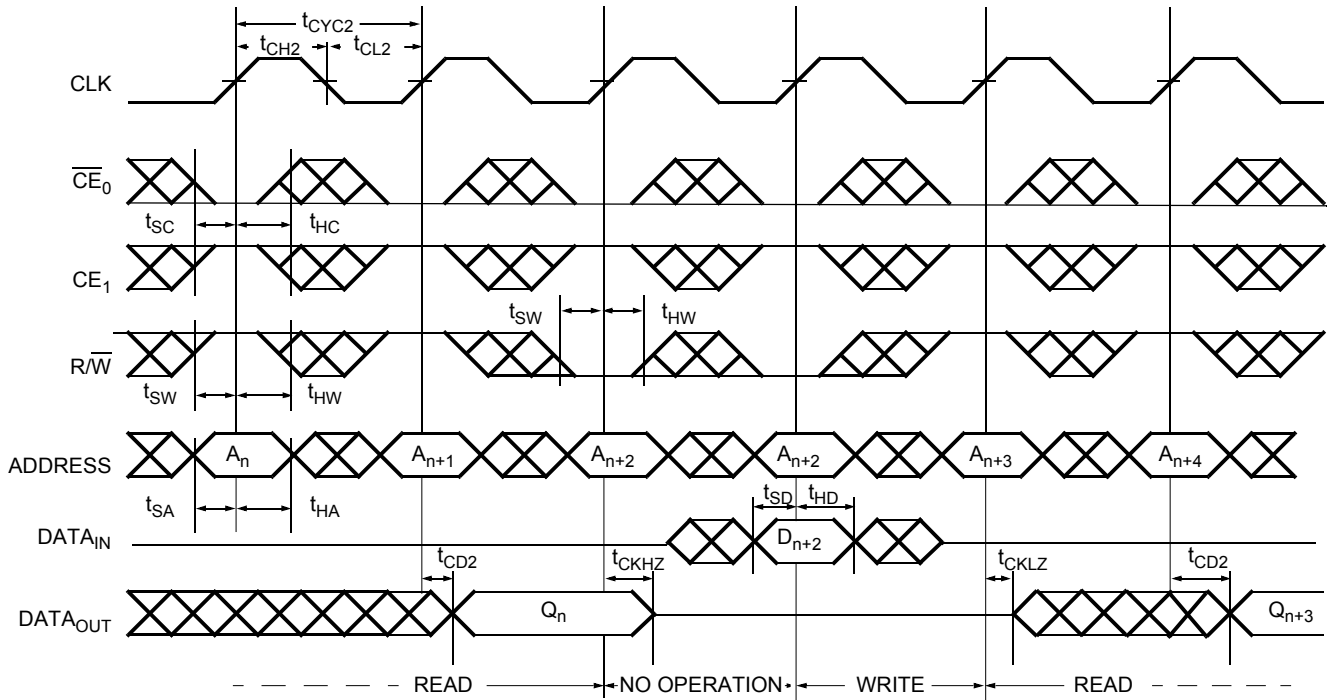 tCYC2
tCH2 tCL2
CLK
CE0
tSC tHC
CE1
tSW tHW
R/W
tSW tHW
ADDRESS An An+1 An+2 An+2 An+3 An+4
tSA tHA tSD tHD
DATAIN Dn+2
tCD2 tCKHZ tCKLZ tCD2
DATAOUT Qn Qn+3
READ NO OPERATION WRITE READ